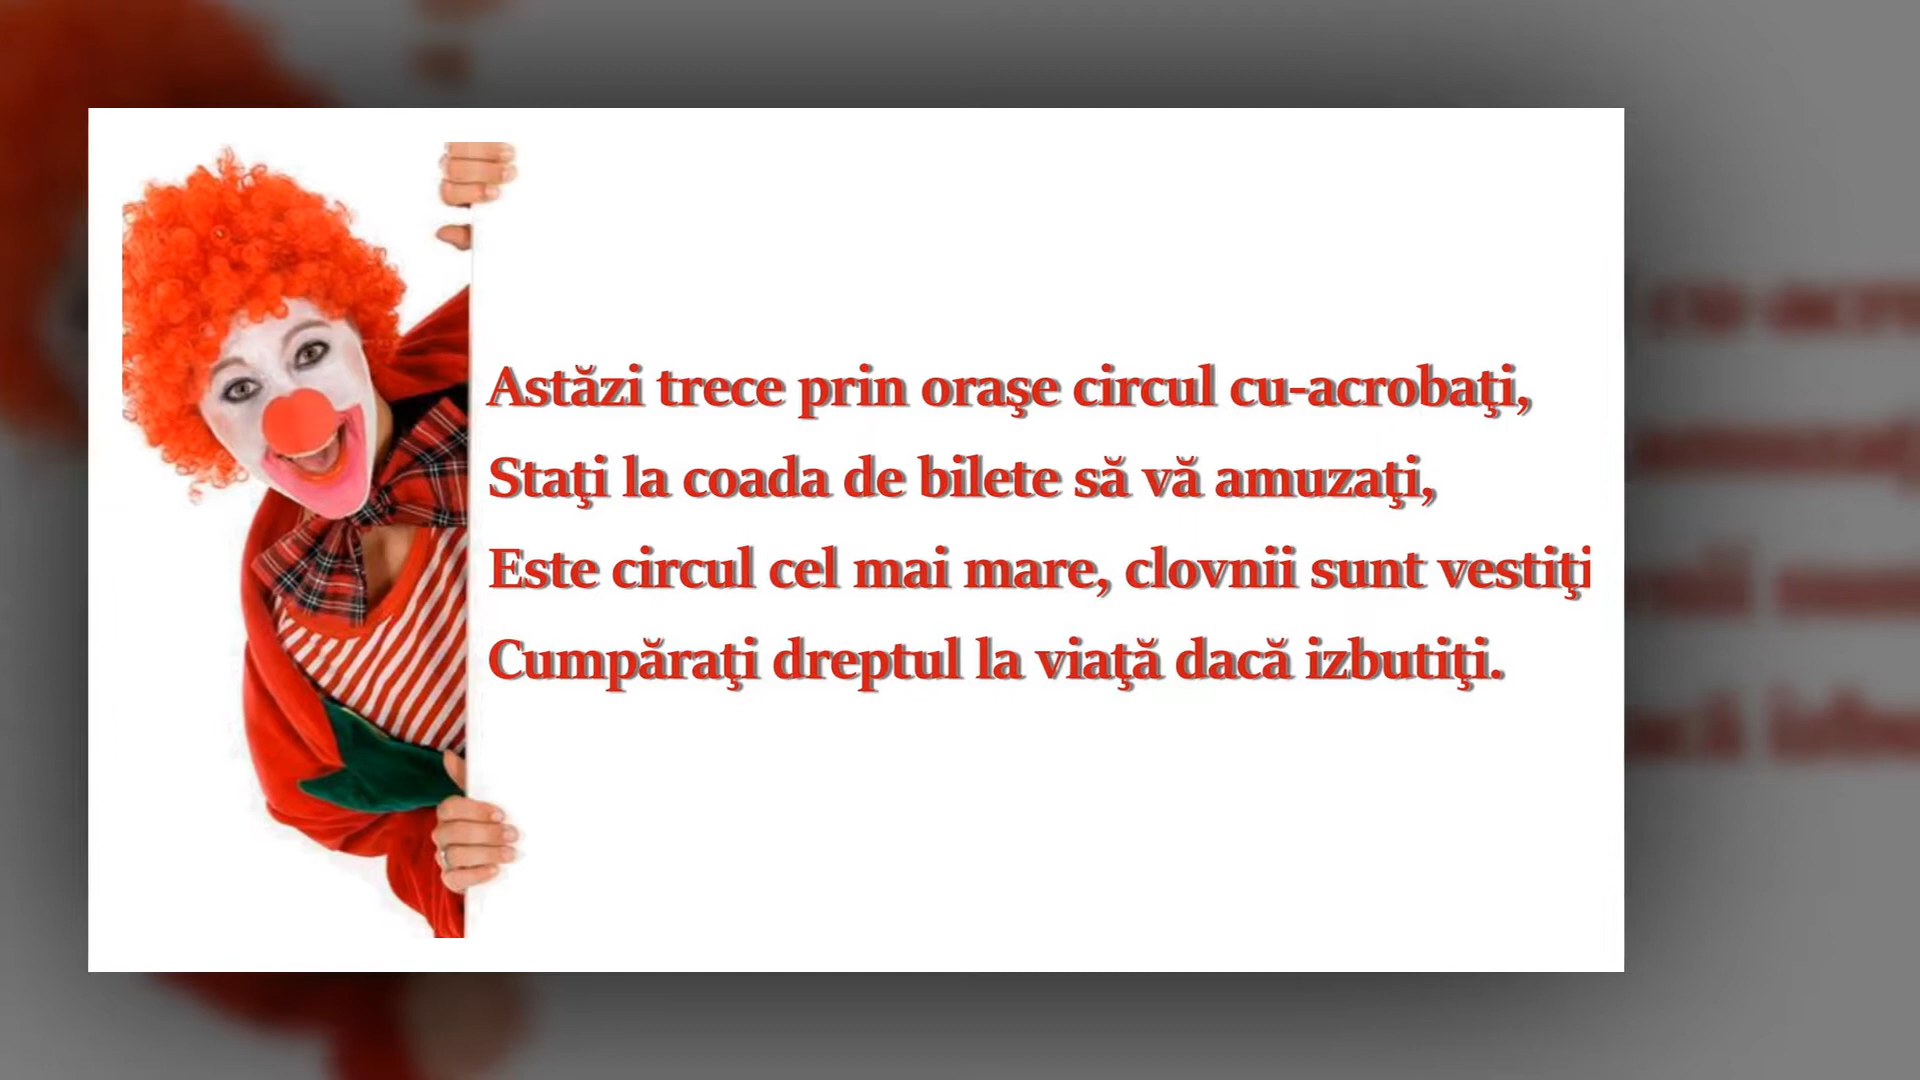 Astăzi trece prin oraşe circul cu-acrobaţi,
Staţi la coada de bilete să vă amuzaţi,
Este circul cel mai mare, clovnii sunt vestiţi
Cumpăraţi dreptul la viaţă dacă izbutiţi.